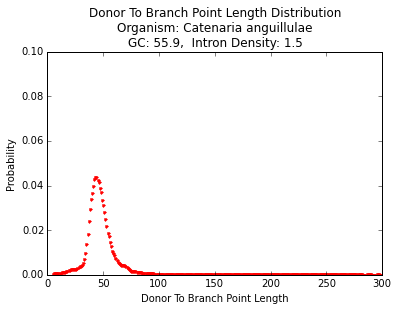 Donor To Branch Point Length Distribution
Organism: Catenaria anguillulae
GC: 55.9,  Intron Density: 1.5
0.10
0.08
0.06
0.04
0.02
0.00
Probability
0 50 100 150 200 250 300
Donor To Branch Point Length